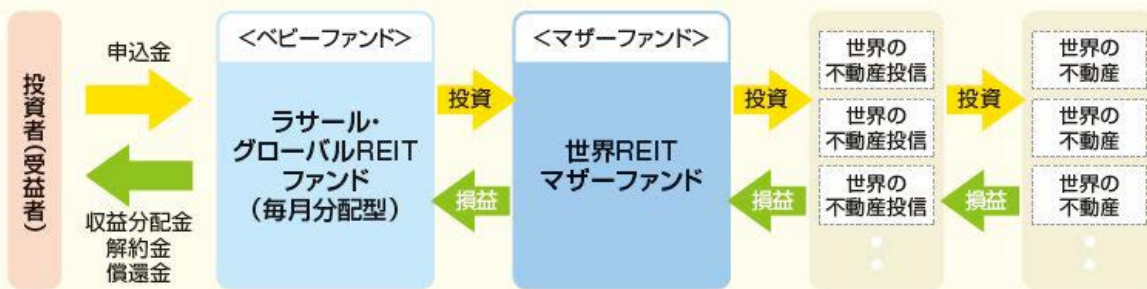 投資者(受益者)
申込金
収益分配金
解約金
償還金
<ベビーファンド>
ラサール・
グローバルREIT
ファンド
(毎月分配型)
投資
損益
<マザーファンド>
世界REIT
マザーファンド
投資
損益
世界の
不動産投信
世界の
不動産投信
世界の
不動産投信
投資
損益
世界の
不動産
世界の
不動産
世界の
不動産